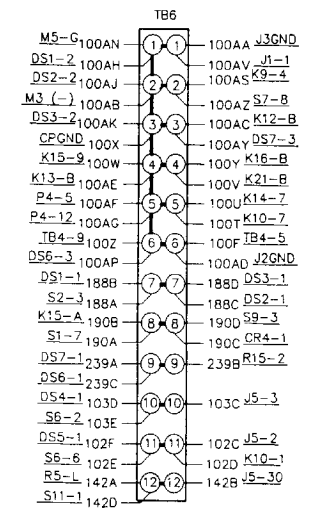 TB6
M5-G 100AN 1 1 100AA J3GND
DS1-2 100AH 100AV J1-1
DS2-2 100AJ 2 2 100AS K9-4
M3 (-) 100AB 100AZ S7-8
DS3-2 100AK 3 3 100AC K12-B
CPGND 100X 100AY DS7-3
K15-9 100W 4 4 100Y K16-B
K13-B 100AE 100V K21-B
P4-5 100AF 5 5 100U K14-7
P4-12 100AG 100T K10-7
TB4-9 100Z 6 6 100F TB4-5
DS6-3 100AP 100AD J2GND
DS1-1 188B 7 7 188D DS3-1
S2-3 188A 188C DS2-1
K15-A 190B 8 8 190D S9-3
S1-7 190A 190C CR4-1
DS7-1 239A 9 9 239B R15-2
DS6-1 239C
DS4-1 103D 10 10 103C J5-3
S6-2 103E
DS5-1 102F 11 11 102C J5-2
S6-6 102E 102D K10-1
R5-L 142A 12 12 142B J5-30
S11-1 142D